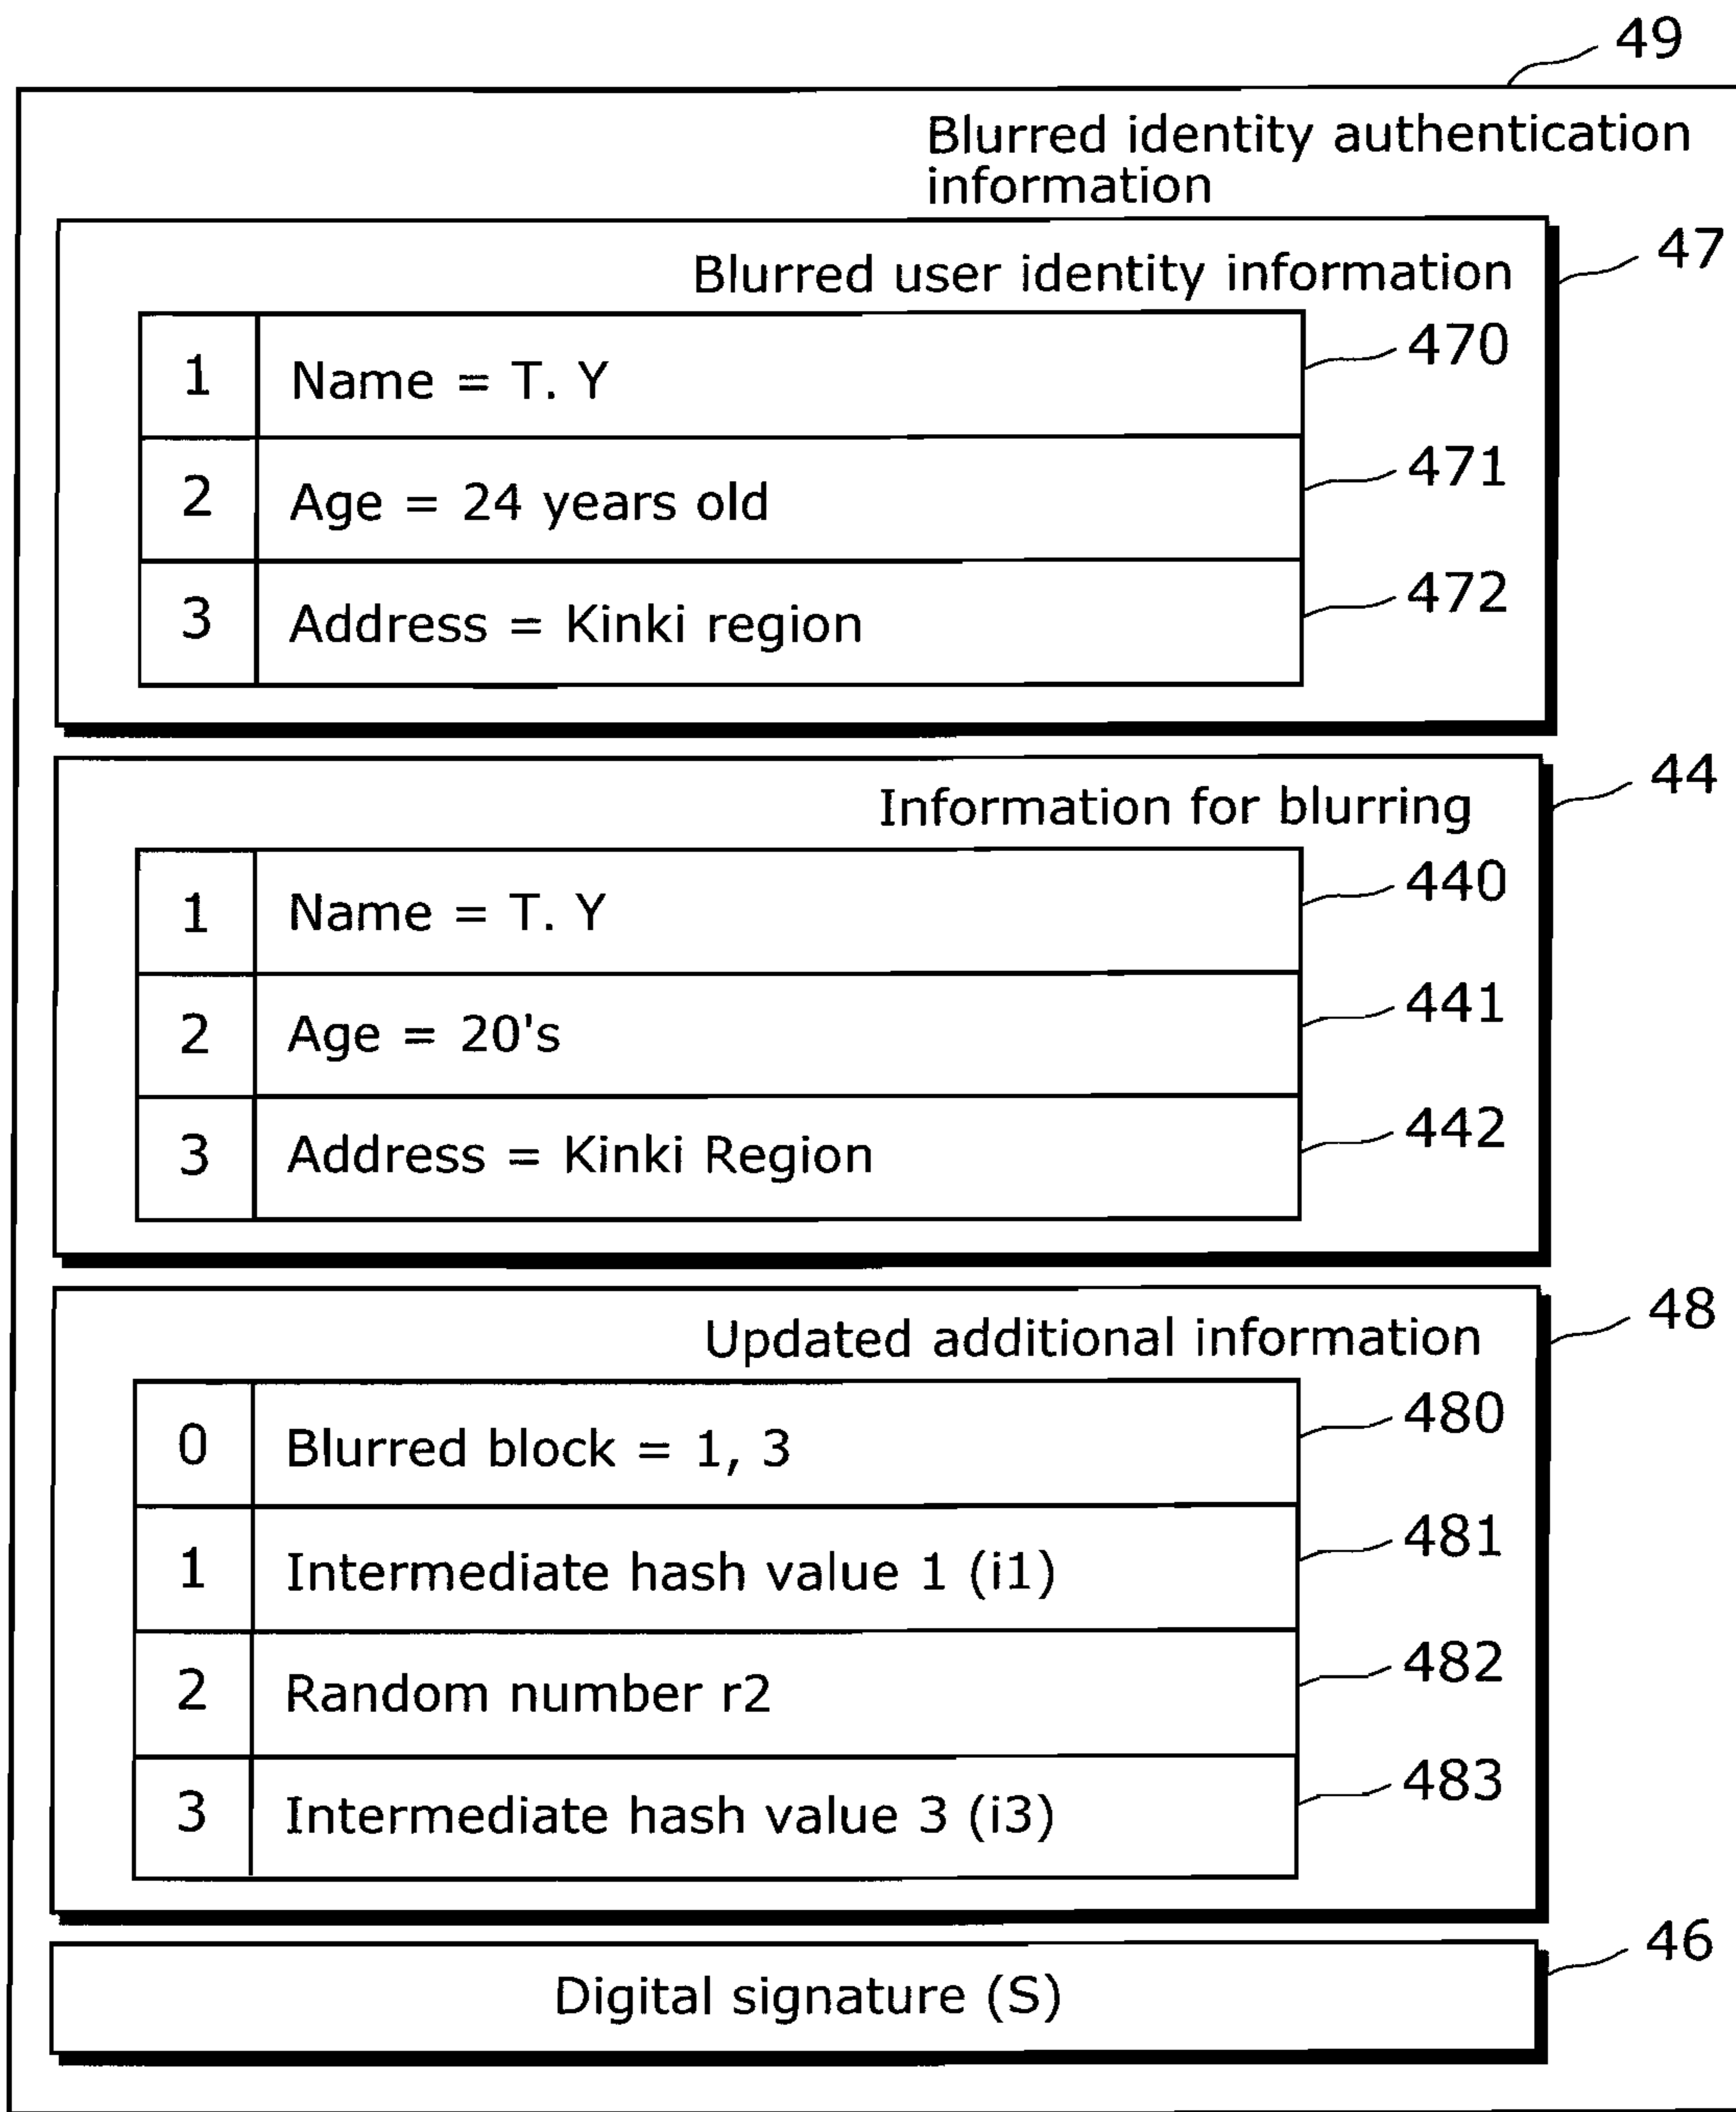 49
Blurred identity authentication
information
Blurred user identity information
47
1 Name = T. Y 470
2 Age = 24 years old 471
3 Address = Kinki region 472
Information for blurring
44
1 Name = T. Y 440
2 Age = 20's 441
3 Address = Kinki Region 442
Updated additional information
48
0 Blurred block = 1, 3 480
1 Intermediate hash value 1 (i1) 481
2 Random number r2 482
3 Intermediate hash value 3 (i3) 483
Digital signature (S)
46